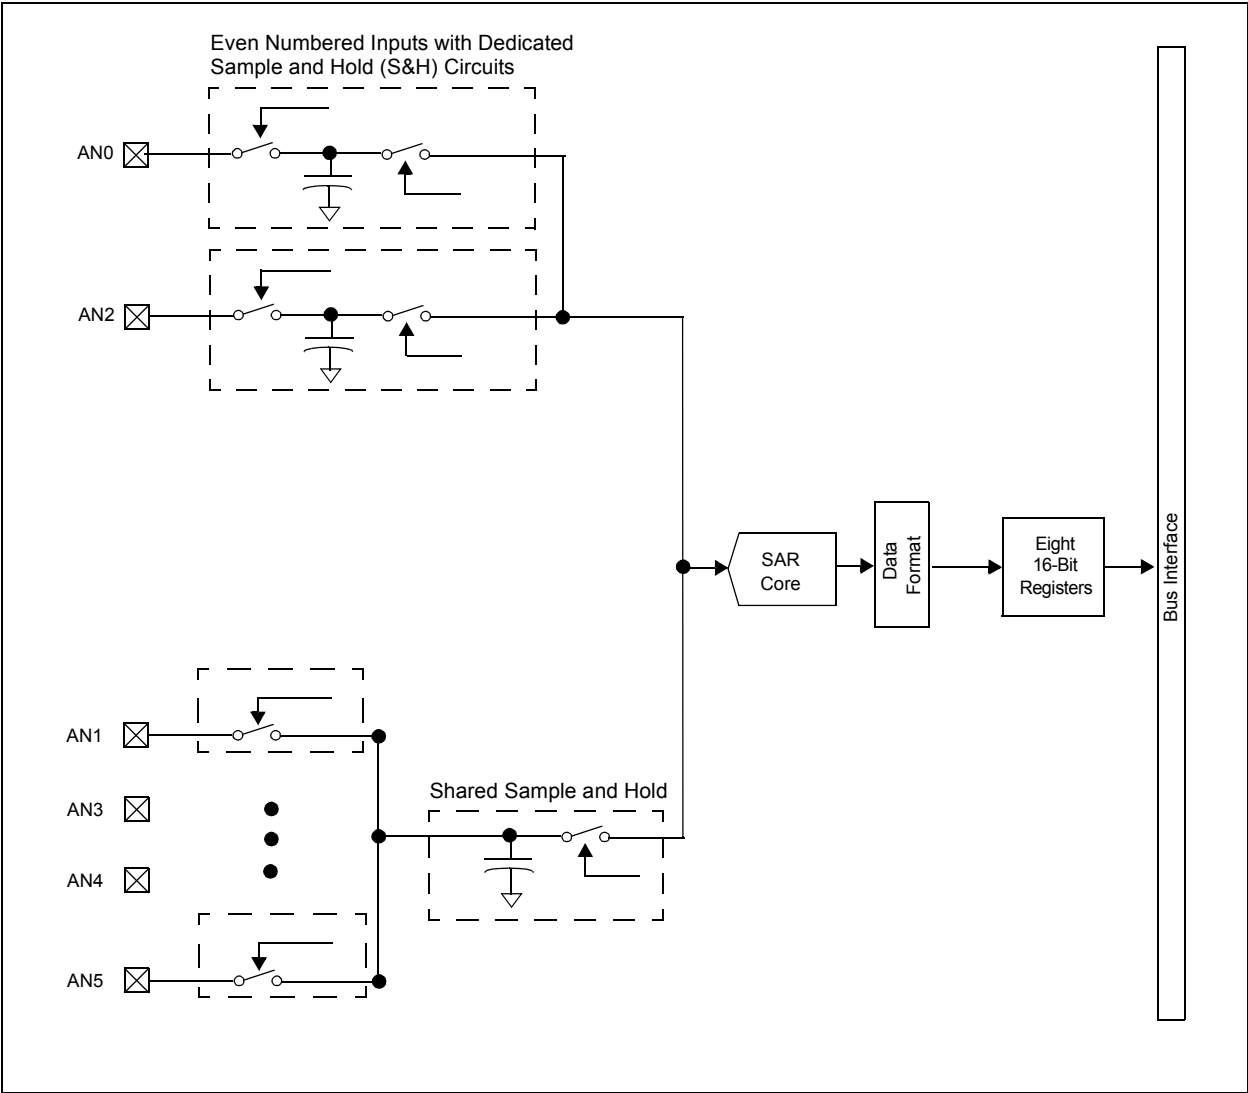 Even Numbered Inputs with Dedicated
Sample and Hold (S&H) Circuits
AN0
AN2
SAR
Core
Data
Format
Eight
16-Bit
Registers
Bus Interface
AN1
AN3
AN4
AN5
Shared Sample and Hold